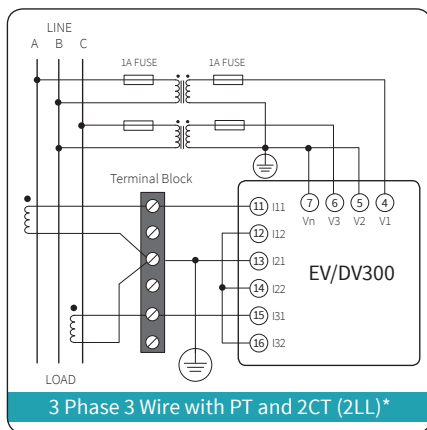 LINE
A B C
1A FUSE 1A FUSE
Terminal Block
7 6 5 4
Vn V3 V2 V1
11 I11
12 I12
13 I21
14 I22
15 I31
16 I32
EV/DV300
LOAD
3 Phase 3 Wire with PT and 2CT (2LL)*